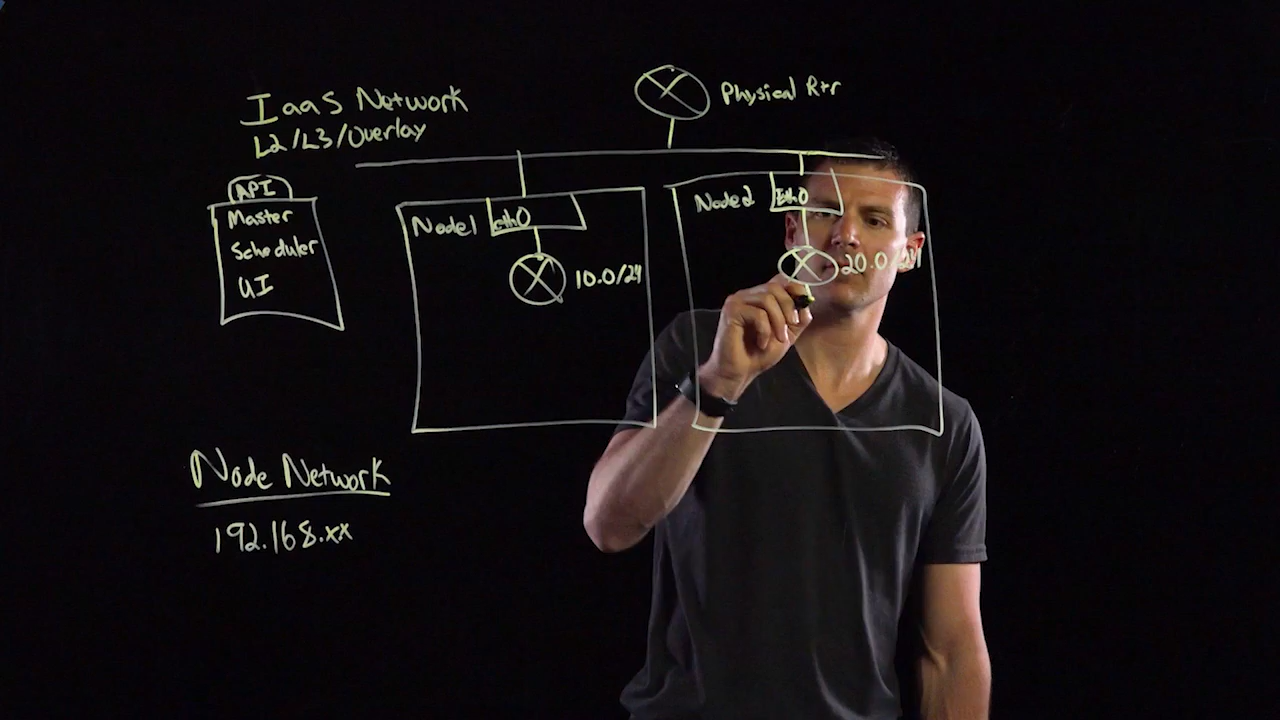 IaaS Network
L2/L3/Overlay
Physical Rtr
API
Master
Scheduler
UI
Node1
eth0
10.0/24
Node2
Eth0
20.0/24
Node Network
192.168.xx